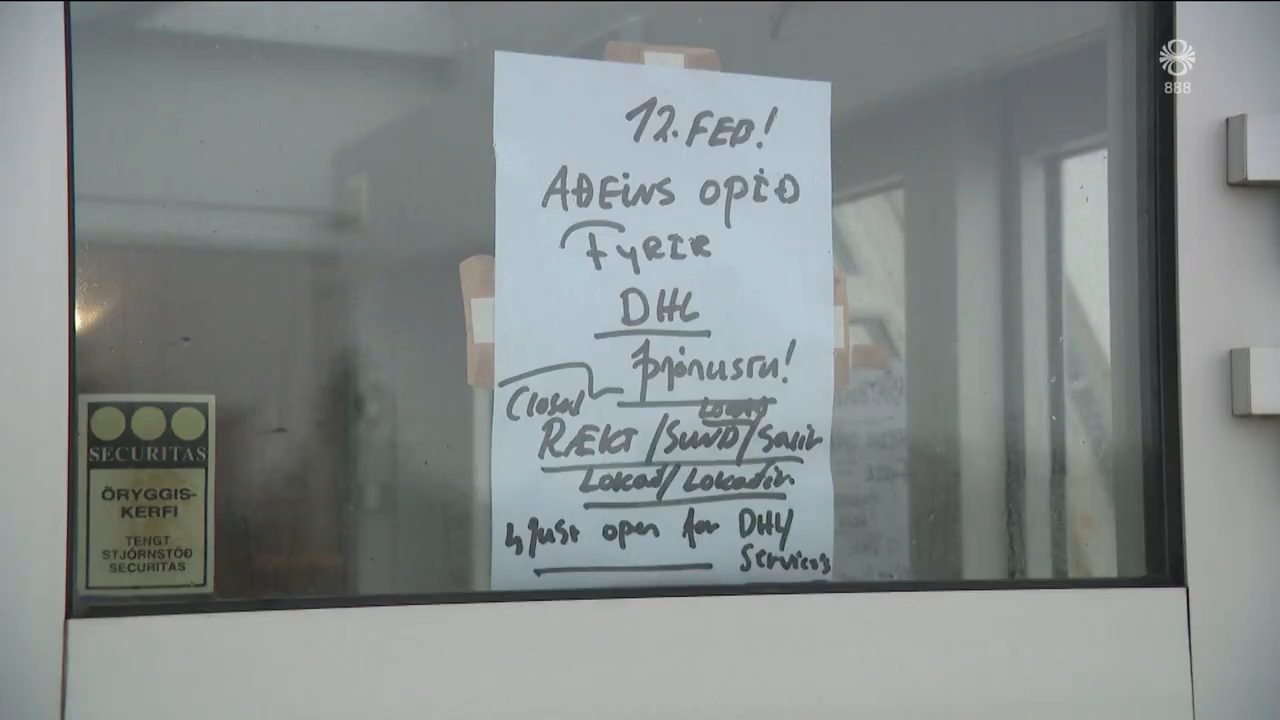 888
12. FEB!
AÐEiNS OPiÐ
FYRIR
DHL
þjónustu!
Closed
RÆKT /SUND/
LOKAÐ/ LOKAðir
↳ just open for DHL
Services
SECURITAS
ÖRYGGIS-
KERFI
TENGT
STJÓRNSTÖÐ
SECURITAS